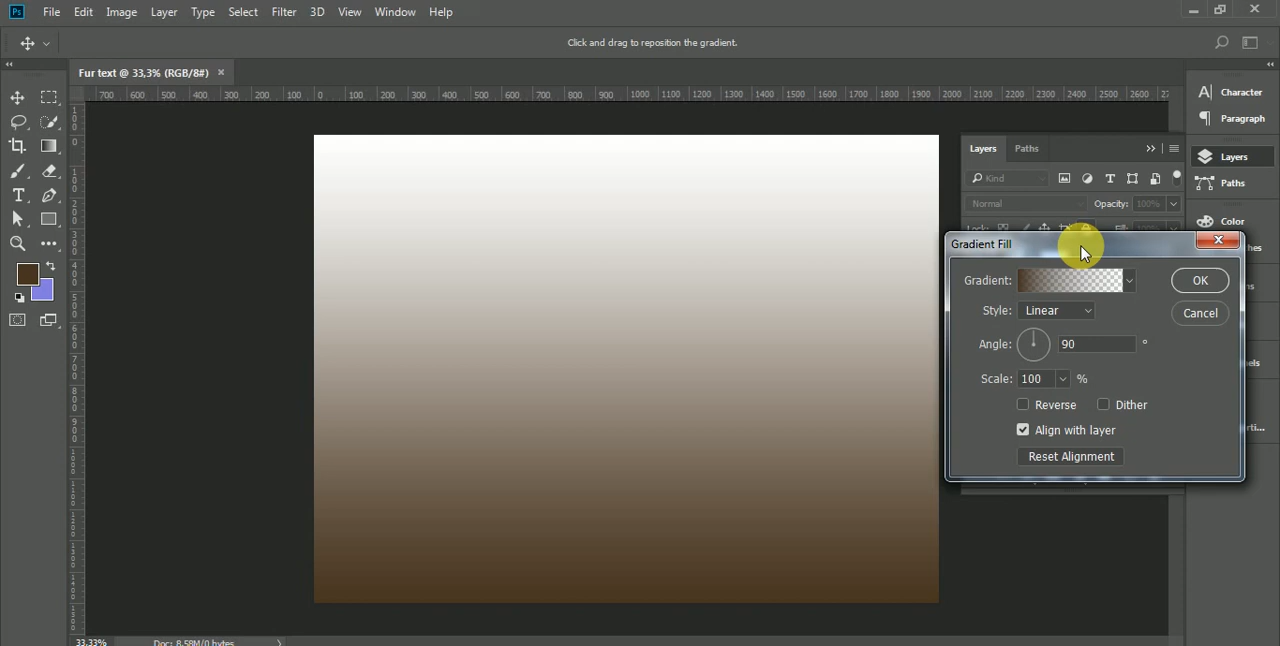 Ps File Edit Image Layer Type Select Filter 3D View Window Help
Click and drag to reposition the gradient.
Fur text @ 33,3% (RGB/8#) ×
700 600 500 400 300 200 100 0 100 200 300 400 500 600 700 800 900 1000 1100 1200 1300 1400 1500 1600 1700 1800 1900 2000 2100 2200 2300 2400 2500 2600
Layers Paths
Kind
Normal Opacity: 100%
Gradient Fill
Gradient: OK
Style: Linear Cancel
Angle: 90 °
Scale: 100 %
Reverse Dither
Align with layer
Reset Alignment
Character
Paragraph
Layers
Paths
Color
33,33% Doc: 8,58M/0 bytes